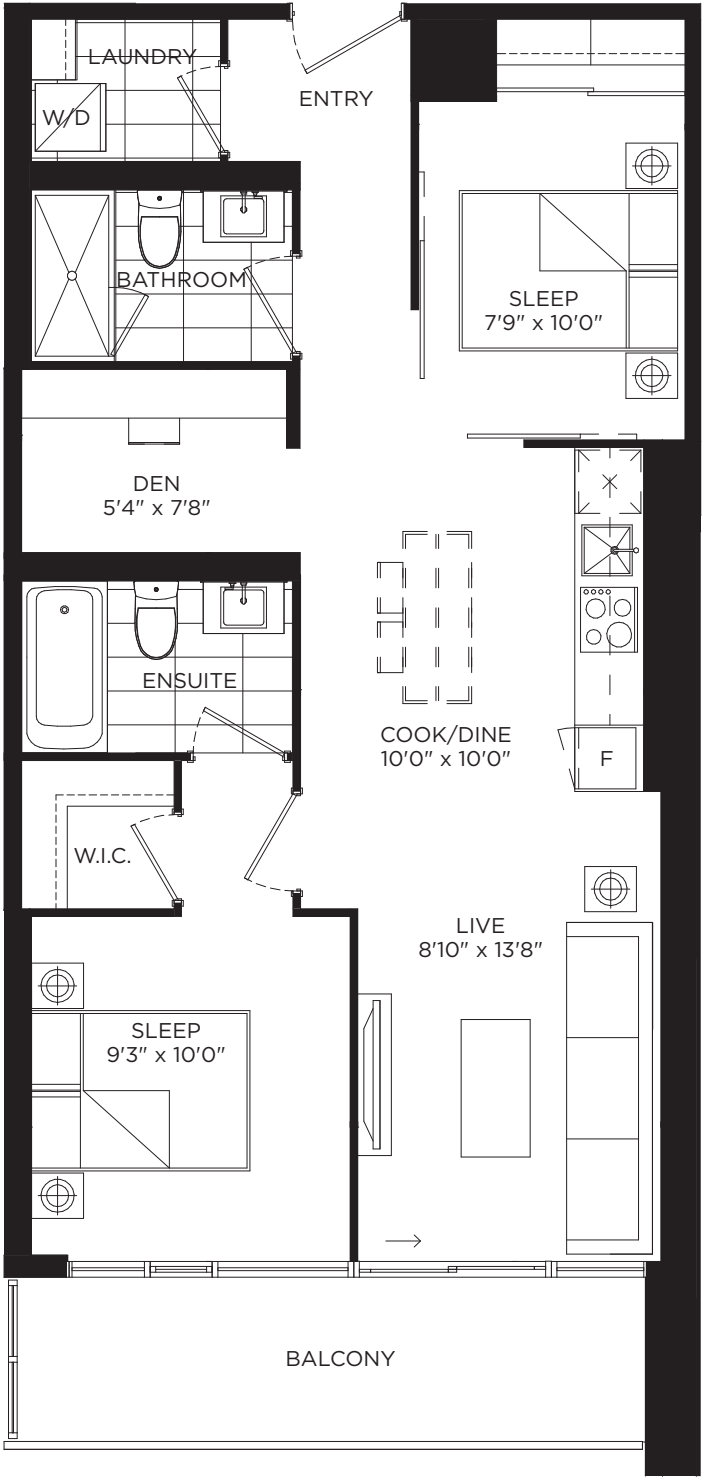 LAUNDRY
W/D
ENTRY
BATHROOM
SLEEP
7'9" x 10'0"
DEN
5'4" x 7'8"
ENSUITE
COOK/DINE
10'0" x 10'0"
F
W.I.C.
LIVE
8'10" x 13'8"
SLEEP
9'3" x 10'0"
BALCONY